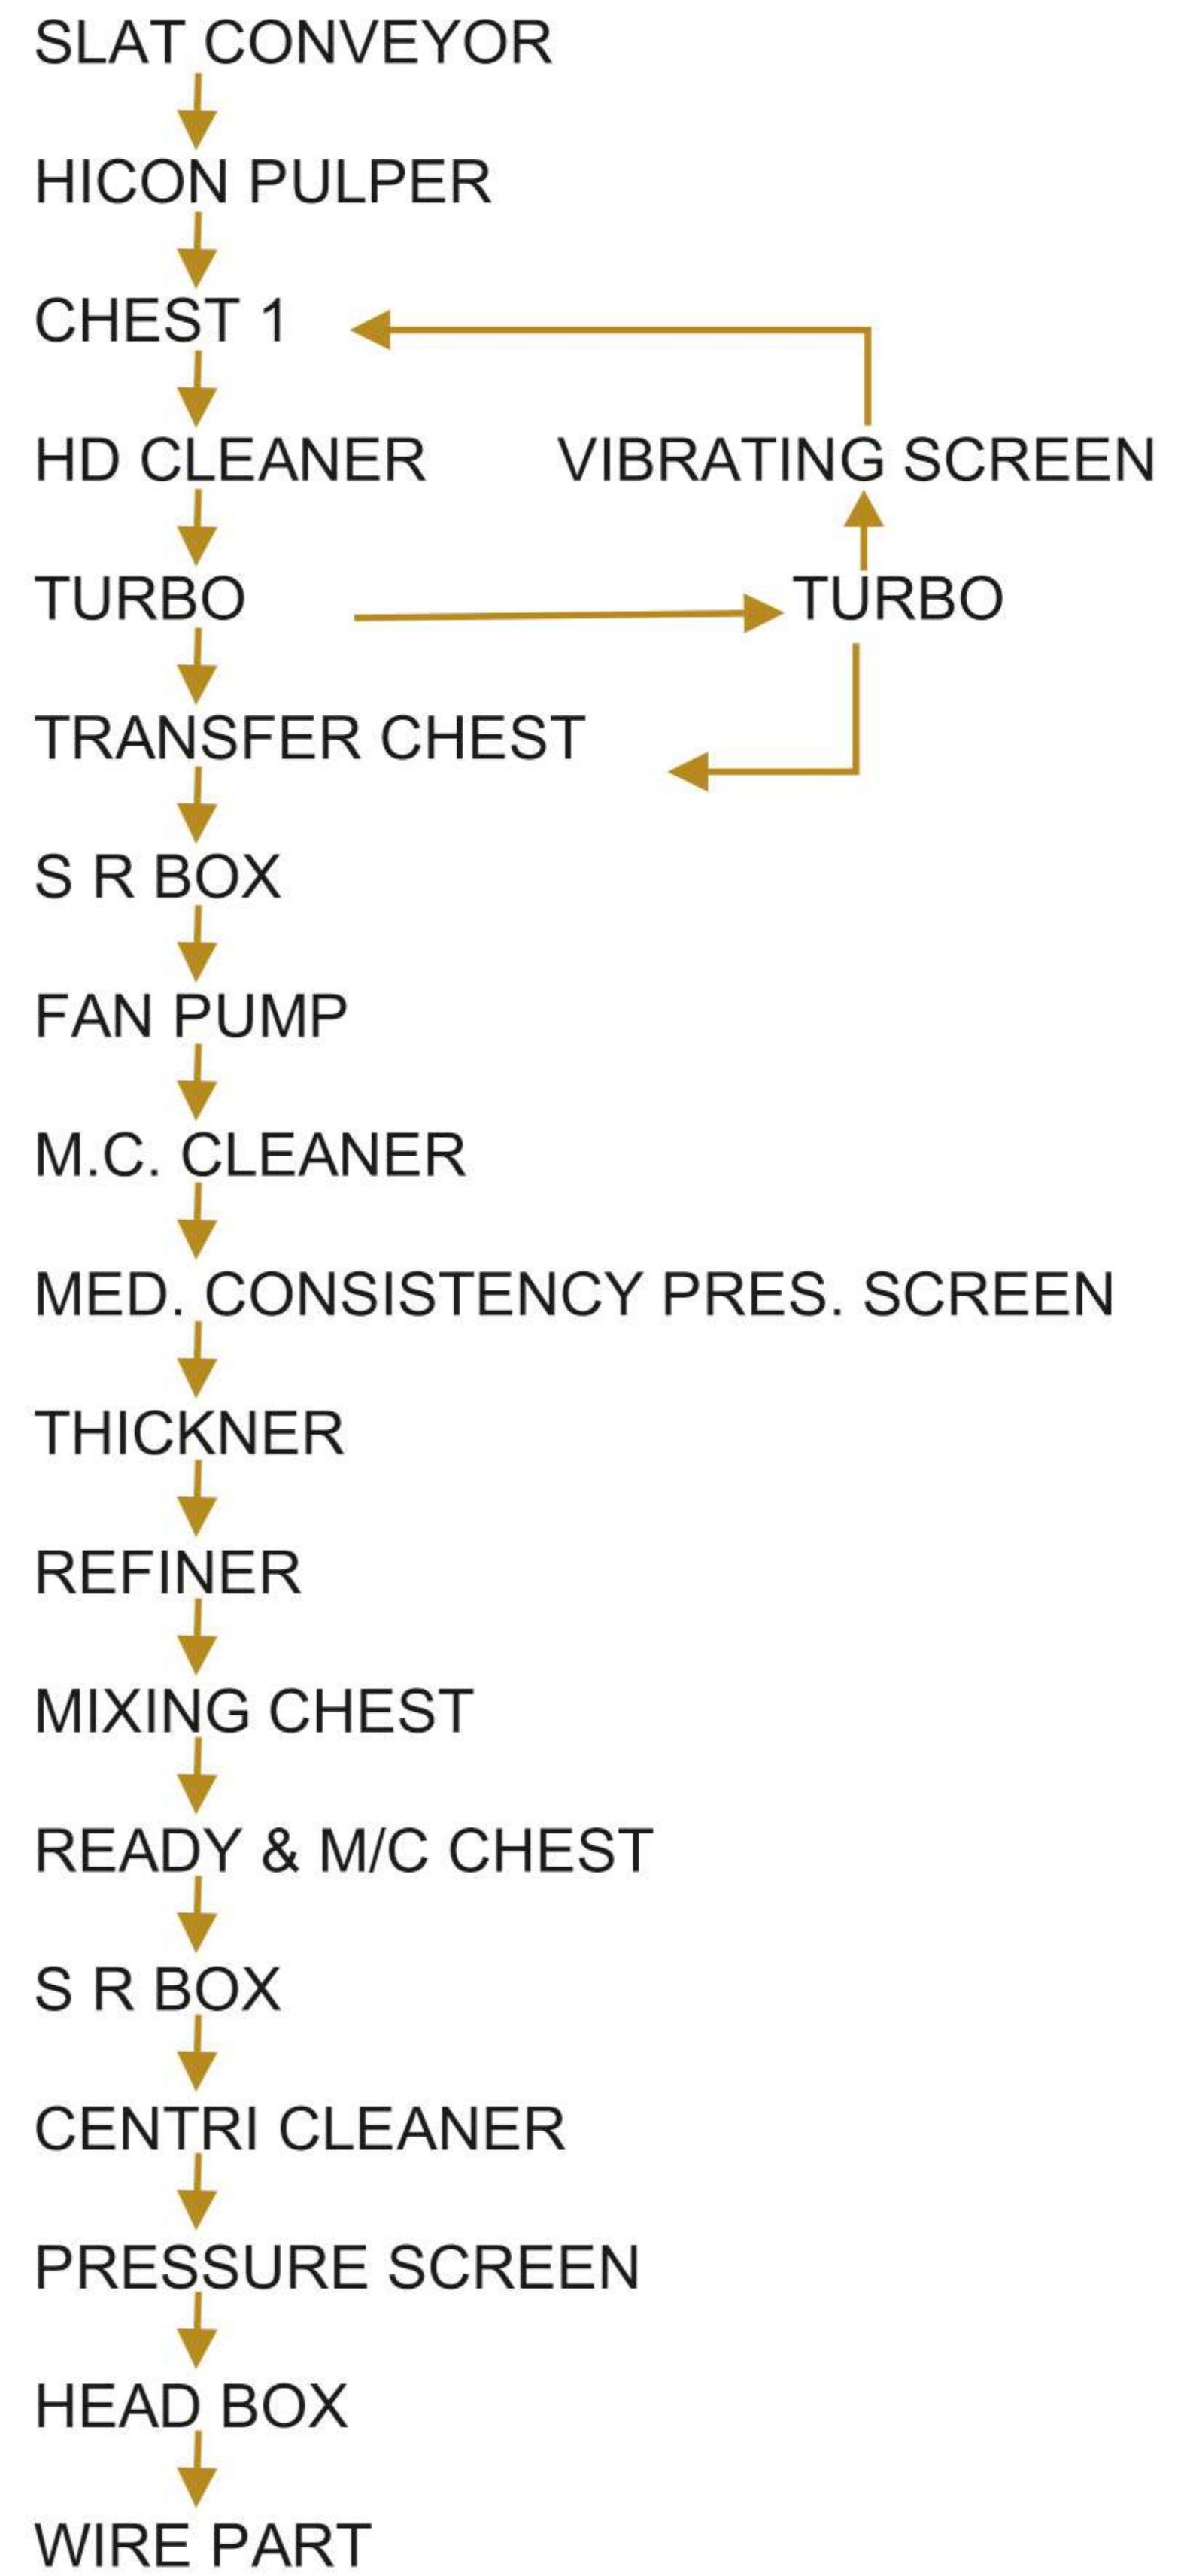 SLAT CONVEYOR
HICON PULPER
CHEST 1
HD CLEANER VIBRATING SCREEN
TURBO TURBO
TRANSFER CHEST
S R BOX
FAN PUMP
M.C. CLEANER
MED. CONSISTENCY PRES. SCREEN
THICKNER
REFINER
MIXING CHEST
READY & M/C CHEST
S R BOX
CENTRI CLEANER
PRESSURE SCREEN
HEAD BOX
WIRE PART